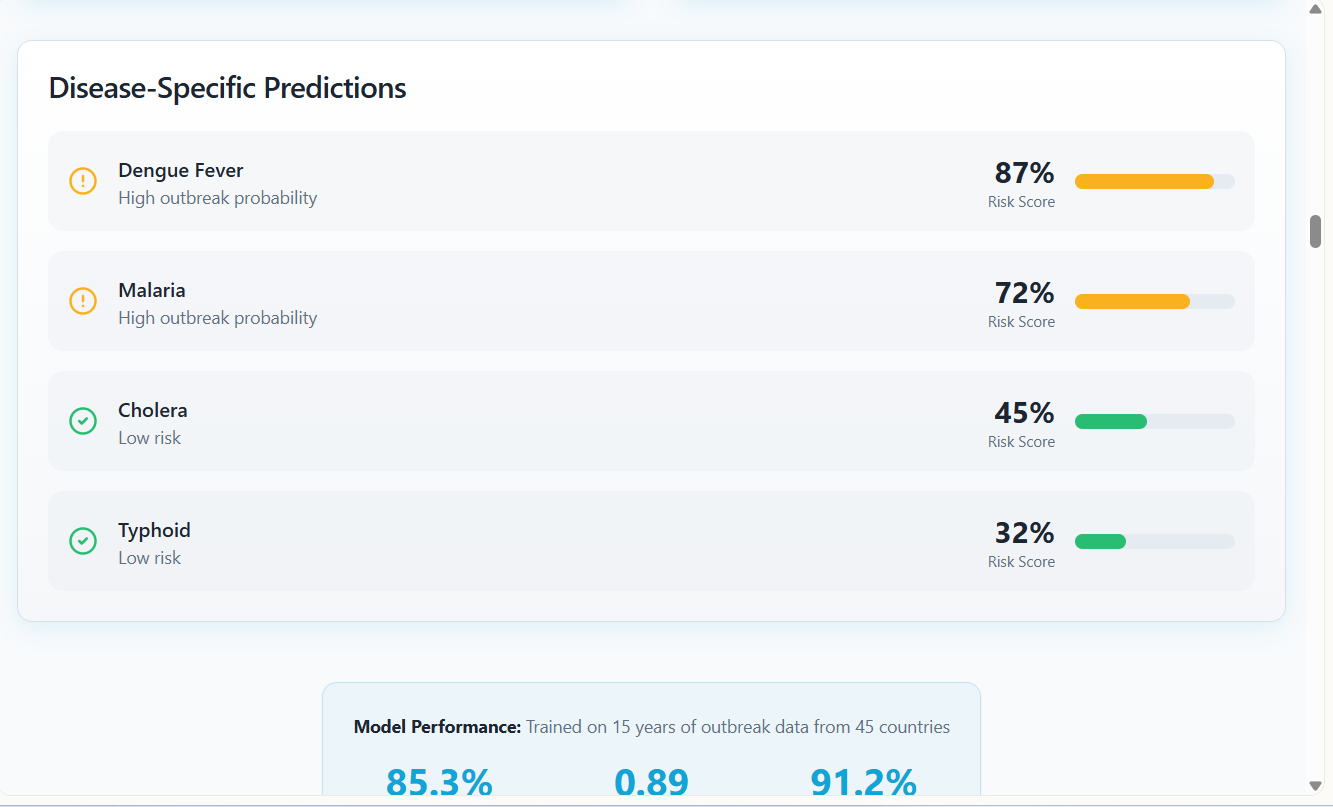 Disease-Specific Predictions
Dengue Fever
High outbreak probability
87%
Risk Score
Malaria
High outbreak probability
72%
Risk Score
Cholera
Low risk
45%
Risk Score
Typhoid
Low risk
32%
Risk Score
Model Performance: Trained on 15 years of outbreak data from 45 countries
85.3% 0.89 91.2%